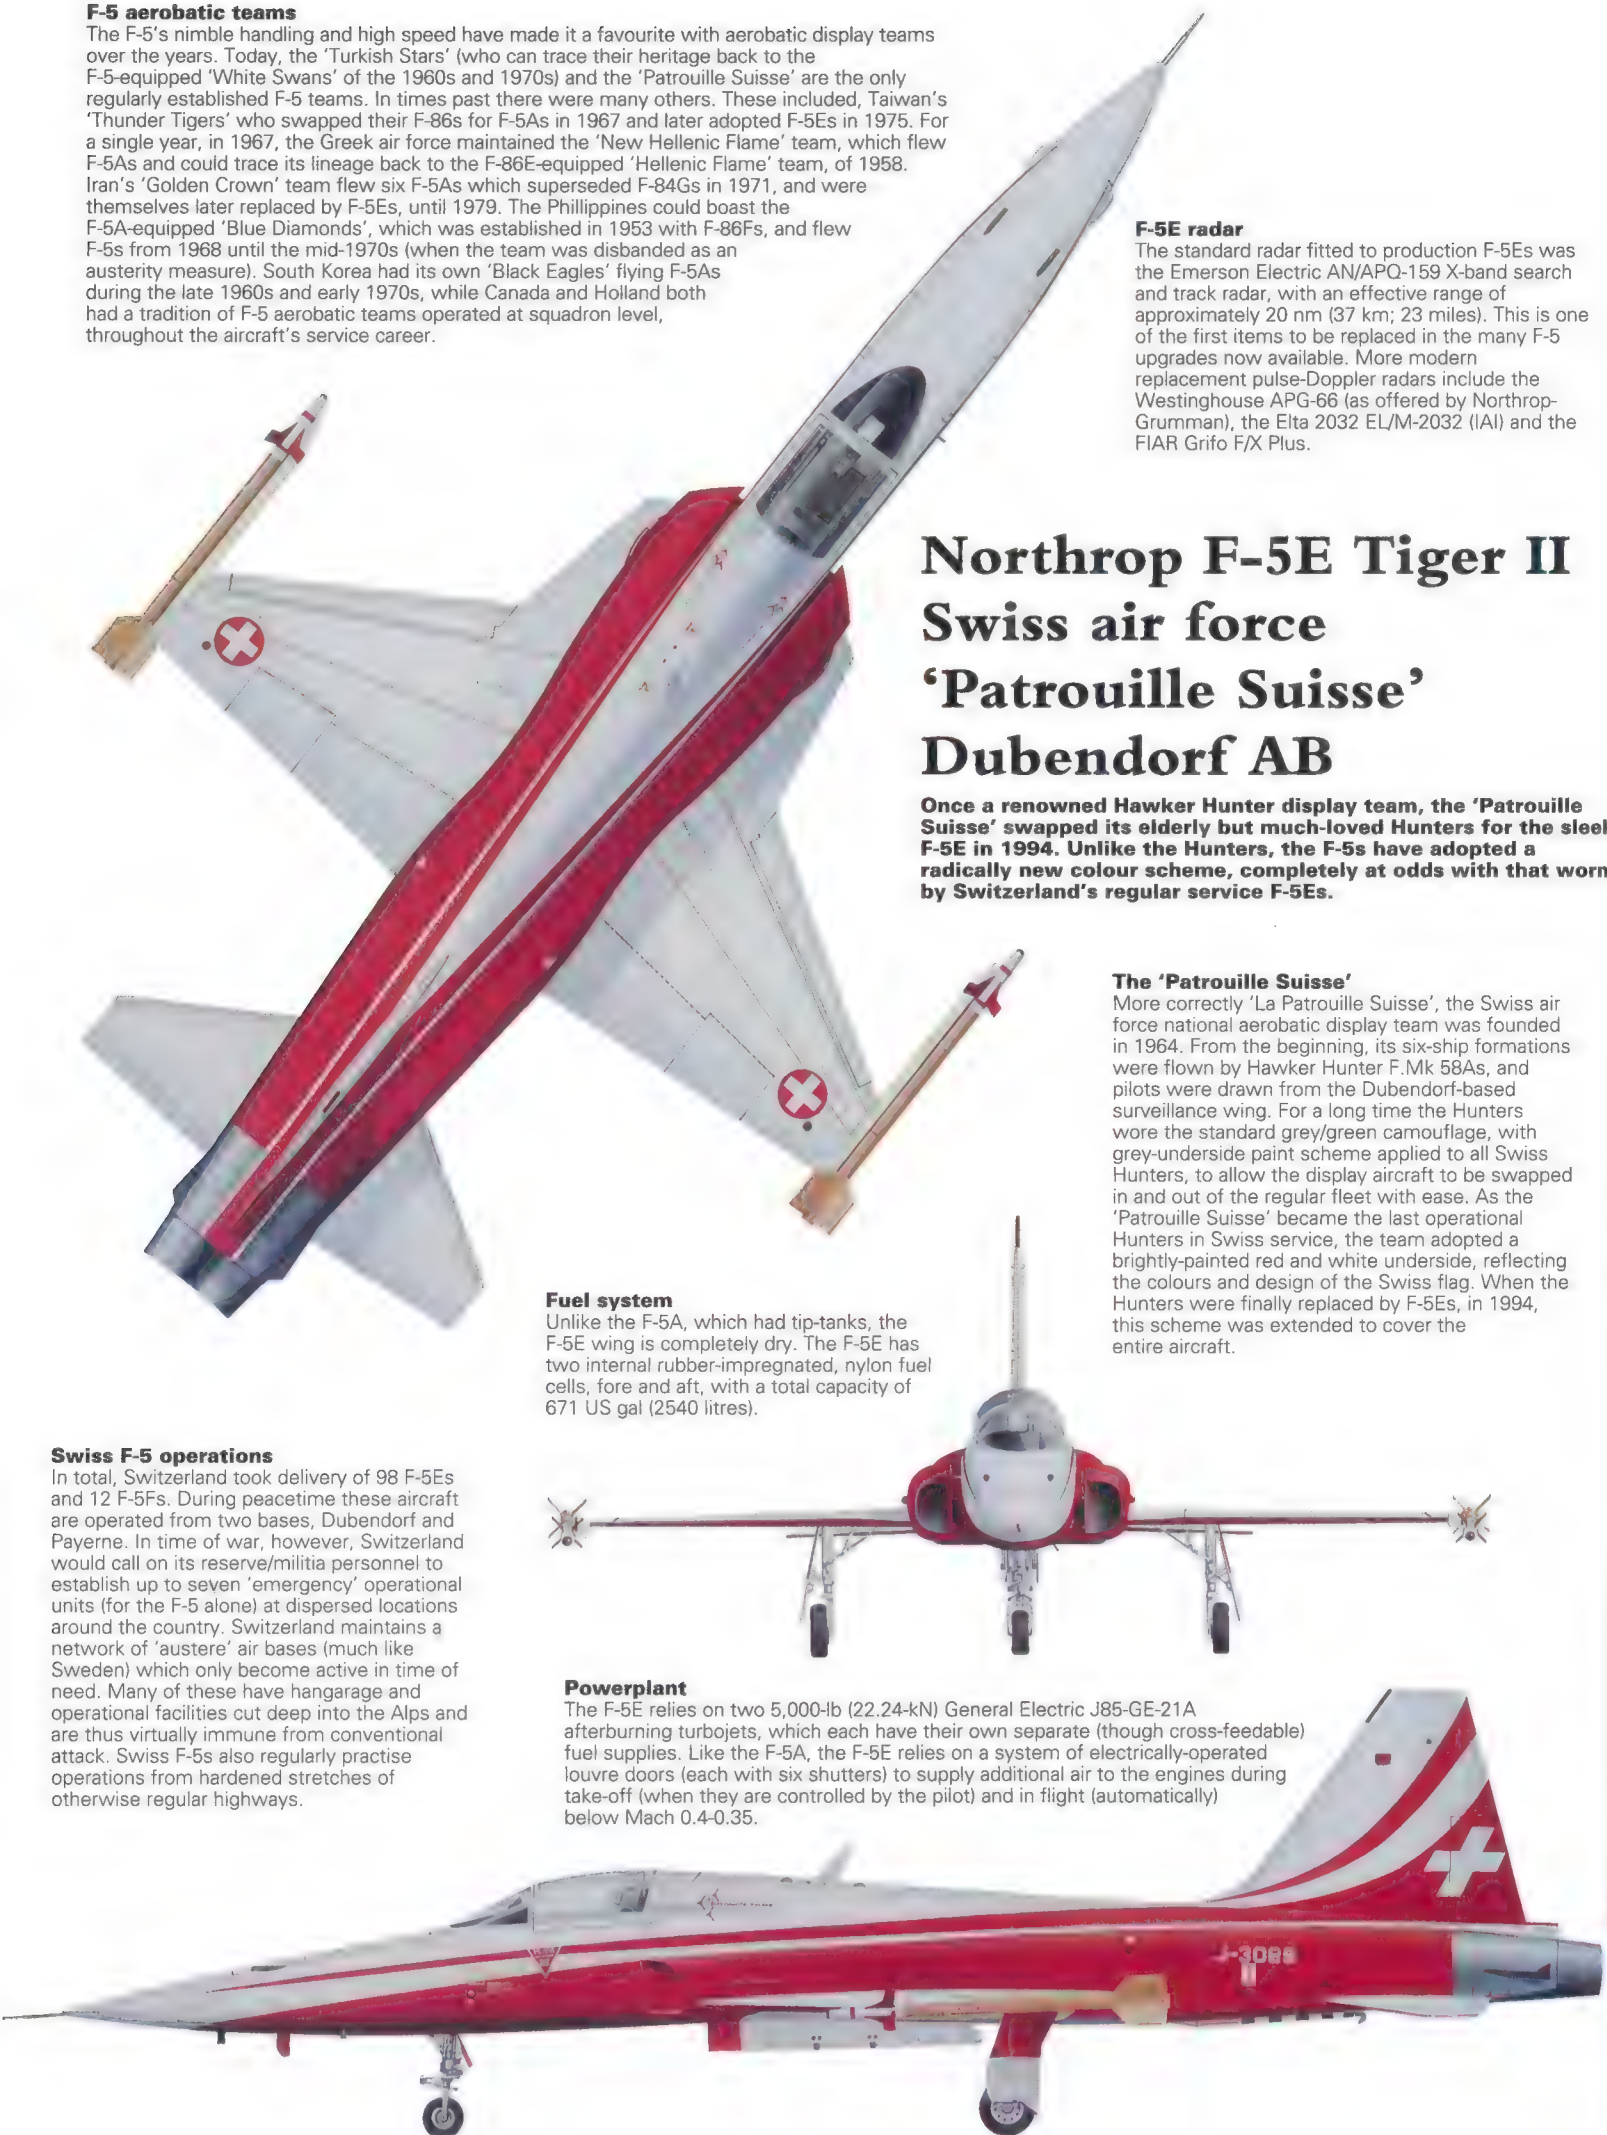 F-5 aerobatic teams
The F-5's nimble handling and high speed have made it a favourite with aerobatic display teams
over the years. Today, the 'Turkish Stars' (who can trace their heritage back to the
F-5-equipped 'White Swans' of the 1960s and 1970s) and the 'Patrouille Suisse' are the only
regularly established F-5 teams. In times past there were many others. These included, Taiwan's
'Thunder Tigers' who swapped their F-86s for F-5As in 1967 and later adopted F-5Es in 1975. For
a single year, in 1967, the Greek air force maintained the 'New Hellenic Flame' team, which flew
F-5As and could trace its lineage back to the F-86E-equipped 'Hellenic Flame' team, of 1958.
Iran's 'Golden Crown' team flew six F-5As which superseded F-84Gs in 1971, and were
themselves later replaced by F-5Es, until 1979. The Phillippines could boast the
F-5A-equipped 'Blue Diamonds', which was established in 1953 with F-86Fs, and flew
F-5s from 1968 until the mid-1970s (when the team was disbanded as an
austerity measure). South Korea had its own 'Black Eagles' flying F-5As
during the late 1960s and early 1970s, while Canada and Holland both
had a tradition of F-5 aerobatic teams operated at squadron level,
throughout the aircraft's service career.
F-5E radar
The standard radar fitted to production F-5Es was
the Emerson Electric AN/APQ-159 X-band search
and track radar, with an effective range of
approximately 20 nm (37 km; 23 miles). This is one
of the first items to be replaced in the many F-5
upgrades now available. More modern
replacement pulse-Doppler radars include the
Westinghouse APG-66 (as offered by Northrop-
Grumman), the Elta 2032 EL/M-2032 (IAI) and the
FIAR Grifo F/X Plus.
Northrop F-5E Tiger II
Swiss air force
'Patrouille Suisse'
Dubendorf AB
Once a renowned Hawker Hunter display team, the 'Patrouille
Suisse' swapped its elderly but much-loved Hunters for the sleek
F-5E in 1994. Unlike the Hunters, the F-5s have adopted a
radically new colour scheme, completely at odds with that worn
by Switzerland's regular service F-5Es.
The 'Patrouille Suisse'
More correctly 'La Patrouille Suisse', the Swiss air
force national aerobatic display team was founded
in 1964. From the beginning, its six-ship formations
were flown by Hawker Hunter F.Mk 58As, and
pilots were drawn from the Dubendorf-based
surveillance wing. For a long time the Hunters
wore the standard grey/green camouflage, with
grey-underside paint scheme applied to all Swiss
Hunters, to allow the display aircraft to be swapped
in and out of the regular fleet with ease. As the
'Patrouille Suisse' became the last operational
Hunters in Swiss service, the team adopted a
brightly-painted red and white underside, reflecting
the colours and design of the Swiss flag. When the
Hunters were finally replaced by F-5Es, in 1994,
this scheme was extended to cover the
entire aircraft.
Fuel system
Unlike the F-5A, which had tip-tanks, the
F-5E wing is completely dry. The F-5E has
two internal rubber-impregnated, nylon fuel
cells, fore and aft, with a total capacity of
671 US gal (2540 litres).
Swiss F-5 operations
In total, Switzerland took delivery of 98 F-5Es
and 12 F-5Fs. During peacetime these aircraft
are operated from two bases, Dubendorf and
Payerne. In time of war, however, Switzerland
would call on its reserve/militia personnel to
establish up to seven 'emergency' operational
units (for the F-5 alone) at dispersed locations
around the country. Switzerland maintains a
network of 'austere' air bases (much like
Sweden) which only become active in time of
need. Many of these have hangarage and
operational facilities cut deep into the Alps and
are thus virtually immune from conventional
attack. Swiss F-5s also regularly practise
operations from hardened stretches of
otherwise regular highways.
Powerplant
The F-5E relies on two 5,000-lb (22.24-kN) General Electric J85-GE-21A
afterburning turbojets, which each have their own separate (though cross-feedable)
fuel supplies. Like the F-5A, the F-5E relies on a system of electrically-operated
louvre doors (each with six shutters) to supply additional air to the engines during
take-off (when they are controlled by the pilot) and in flight (automatically)
below Mach 0.4-0.35.